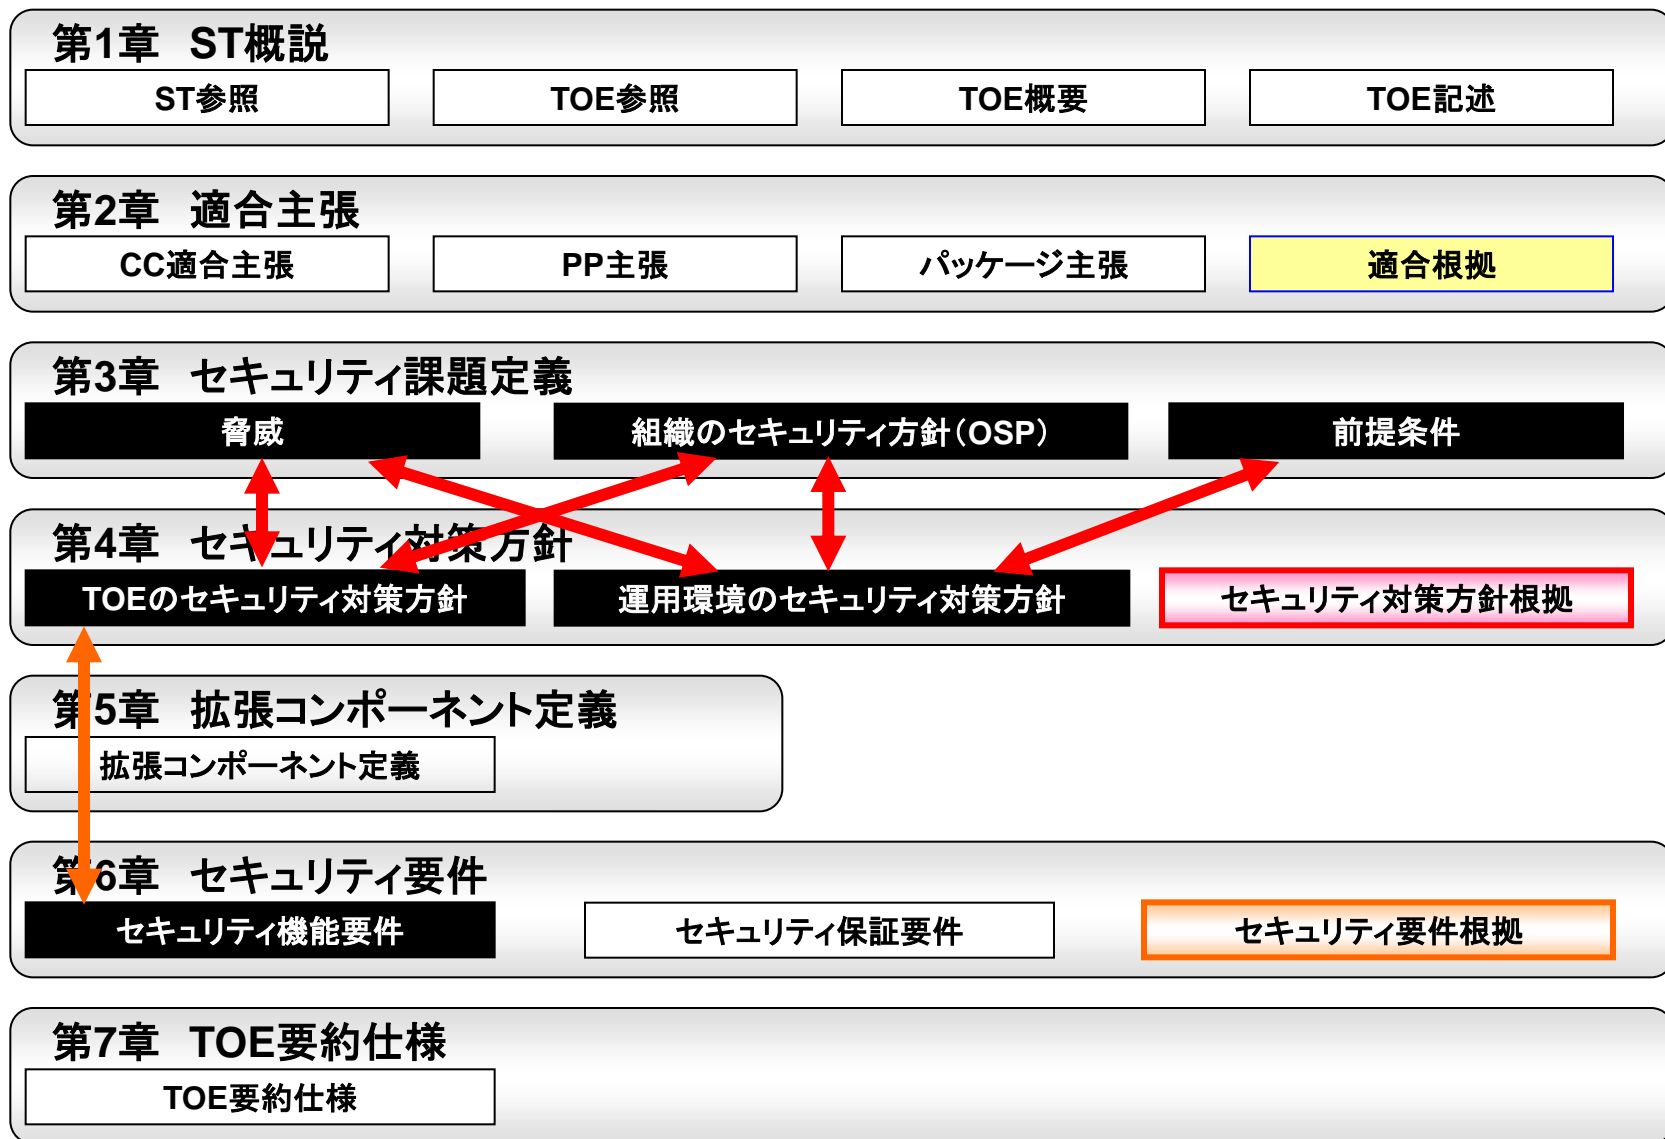 第1章 ST概説
ST参照 TOE参照 TOE概要 TOE記述
第2章 適合主張
CC適合主張 PP主張 パッケージ主張 適合根拠
第3章 セキュリティ課題定義
脅威 組織のセキュリティ方針（OSP） 前提条件
第4章 セキュリティ対策方針
TOEのセキュリティ対策方針 運用環境のセキュリティ対策方針 セキュリティ対策方針根拠
第5章 拡張コンポーネント定義
拡張コンポーネント定義
第6章 セキュリティ要件
セキュリティ機能要件 セキュリティ保証要件 セキュリティ要件根拠
第7章 TOE要約仕様
TOE要約仕様